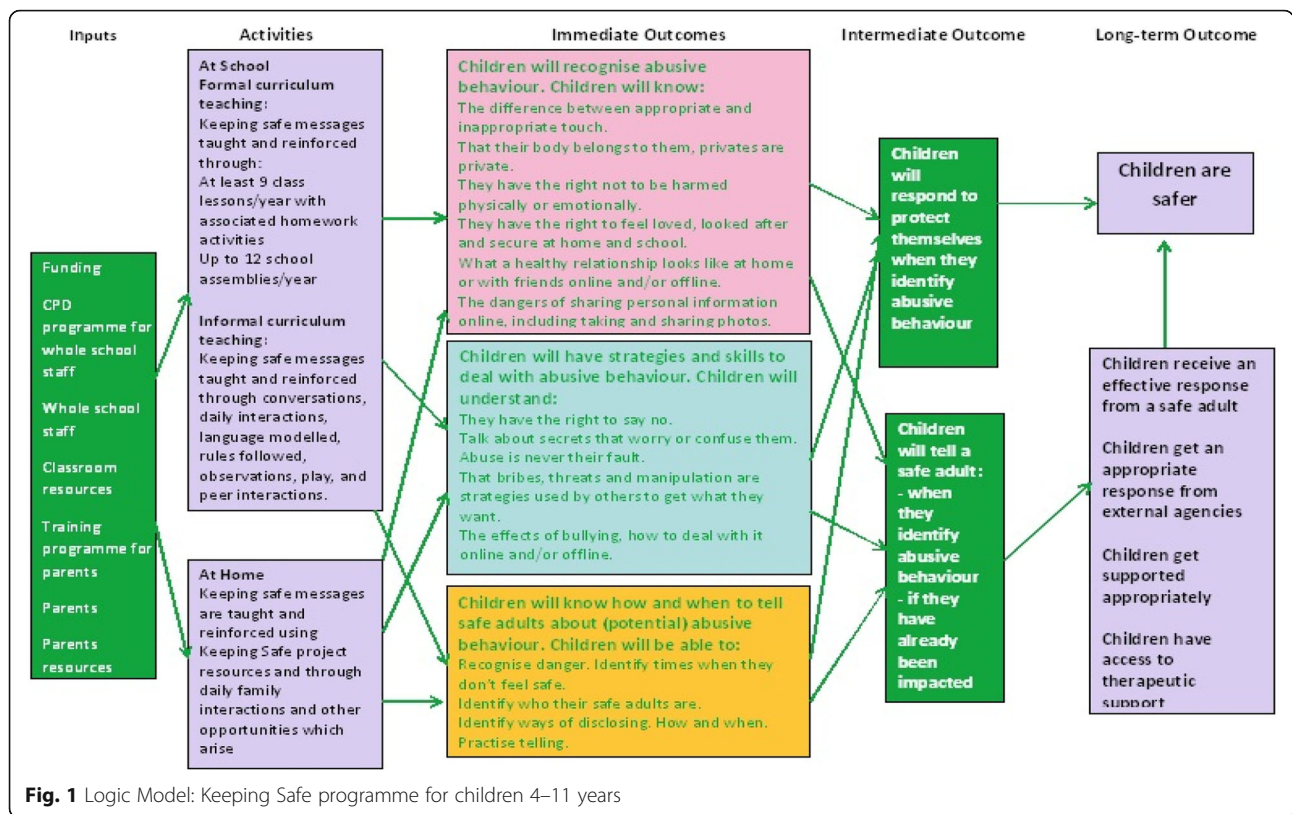 Inputs
Activities
Immediate Outcomes
Intermediate Outcome
Long-term Outcome
Funding
CPD
programme for
whole school
staff
Whole school
staff
Classroom
resources
Training
programme for
parents
Parents
Parents
resources
At School
Formal curriculum
teaching:
Keeping safe messages
taught and reinforced
through:
At least 9 class
lessons/year with
associated homework
activities
Up to 12 school
assemblies/year
Informal curriculum
teaching:
Keeping safe messages
taught and reinforced
through conversations,
daily interactions,
language modelled,
rules followed,
observations, play, and
peer interactions.
At Home
Keeping safe messages
are taught and
reinforced using
Keeping Safe project
resources and through
daily family
interactions and other
opportunities which
arise
Children will recognise abusive
behaviour. Children will know:
The difference between appropriate and
inappropriate touch.
That their body belongs to them, privates are
private.
They have the right not to be harmed
physically or emotionally.
They have the right to feel loved, looked after
and secure at home and school.
What a healthy relationship looks like at home
or with friends online and/or offline.
The dangers of sharing personal information
online, including taking and sharing photos.
Children will have strategies and skills to
deal with abusive behaviour. Children will
understand:
They have the right to say no.
Talk about secrets that worry or confuse them.
Abuse is never their fault.
That bribes, threats and manipulation are
strategies used by others to get what they
want.
The effects of bullying, how to deal with it
online and/or offline.
Children will know how and when to tell
safe adults about (potential) abusive
behaviour. Children will be able to:
Recognise danger. Identify times when they
don't feel safe.
Identify who their safe adults are.
Identify ways of disclosing. How and when.
Practise telling.
Children
will
respond to
protect
themselves
when they
identify
abusive
behaviour
Children
will tell a
safe adult:
- when
they
identify
abusive
behaviour
- if they
have
already
been
impacted
Children are
safer
Children receive an
effective response
from a safe adult
Children get an
appropriate
response from
external agencies
Children get
supported
appropriately
Children have
access to
therapeutic
support
Fig. 1 Logic Model: Keeping Safe programme for children 4–11 years